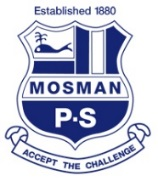 Established 1880
MOSMAN
P·S
ACCEPT THE CHALLENGE